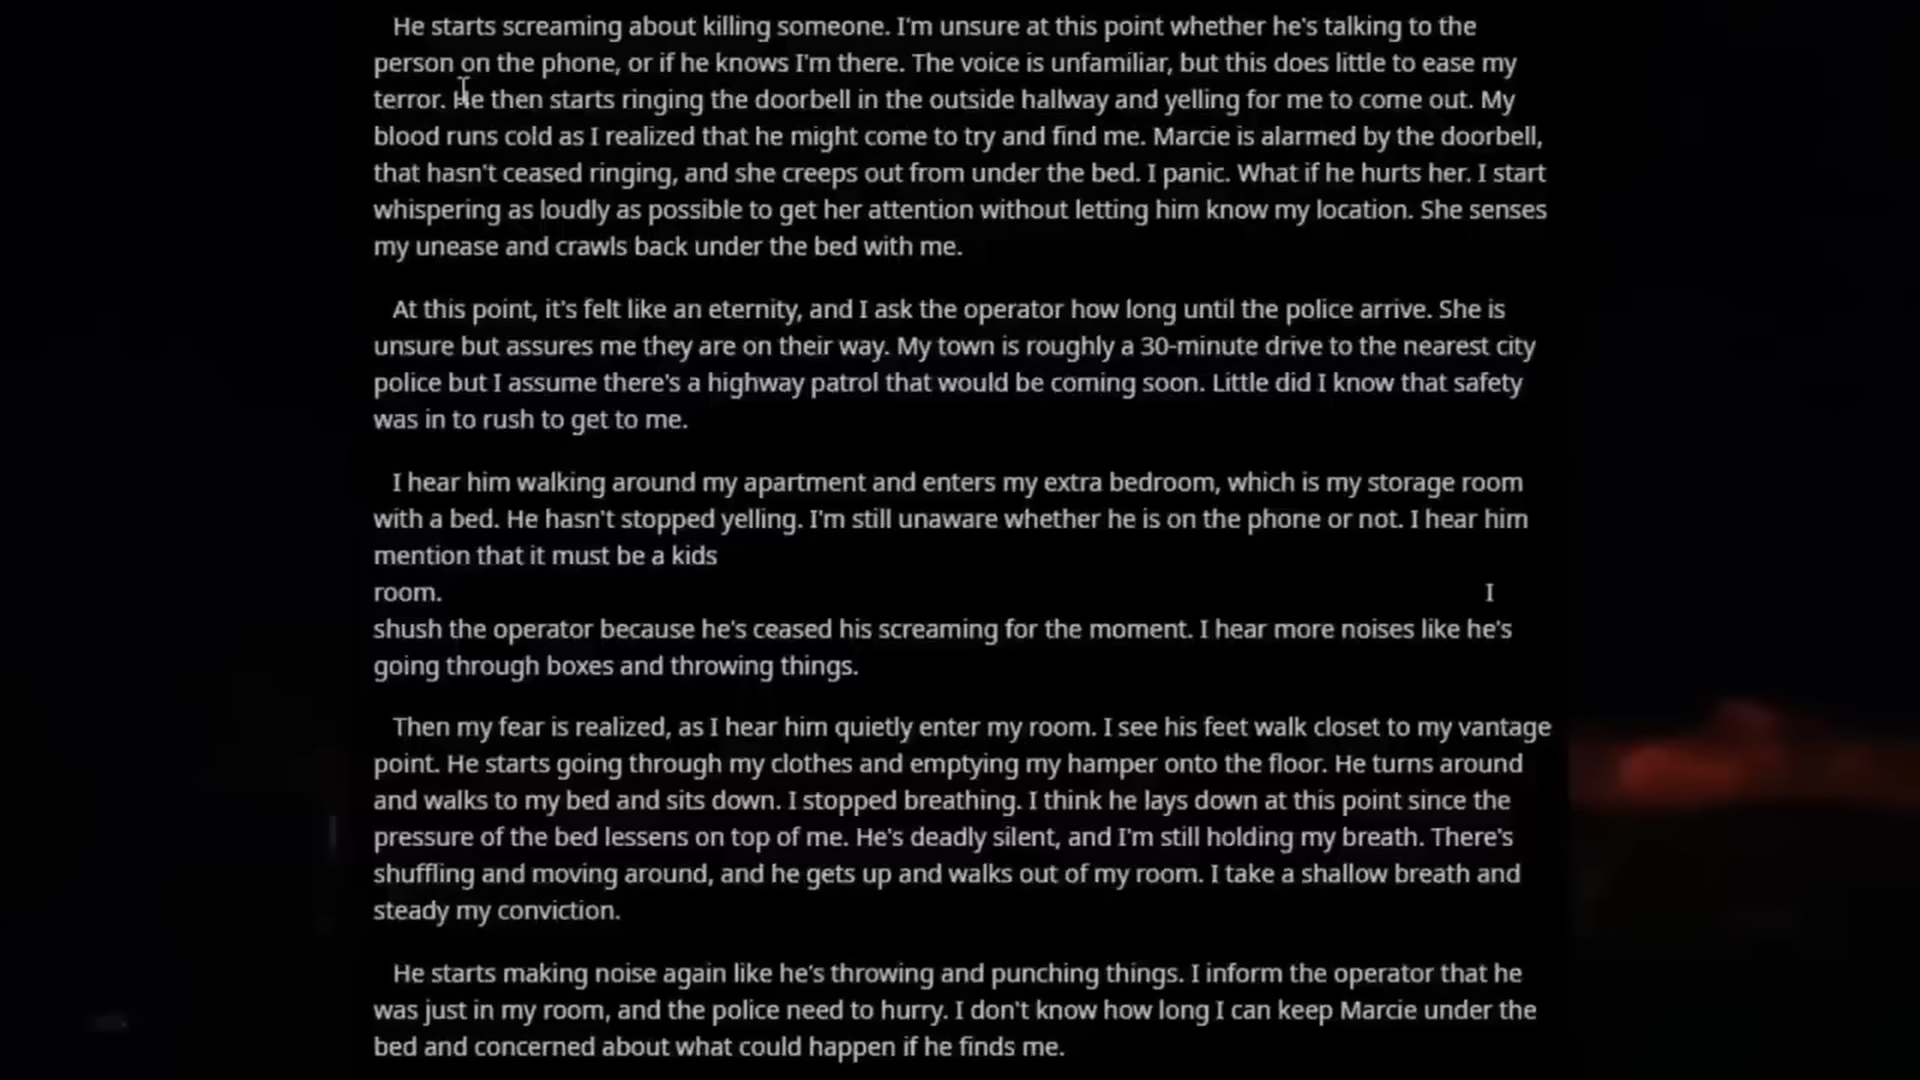 He starts screaming about killing someone. I'm unsure at this point whether he's talking to the
person on the phone, or if he knows I'm there. The voice is unfamiliar, but this does little to ease my
terror. He then starts ringing the doorbell in the outside hallway and yelling for me to come out. My
blood runs cold as I realized that he might come to try and find me. Marcie is alarmed by the doorbell,
that hasn't ceased ringing, and she creeps out from under the bed. I panic. What if he hurts her. I start
whispering as loudly as possible to get her attention without letting him know my location. She senses
my unease and crawls back under the bed with me.
At this point, it's felt like an eternity, and I ask the operator how long until the police arrive. She is
unsure but assures me they are on their way. My town is roughly a 30-minute drive to the nearest city
police but I assume there's a highway patrol that would be coming soon. Little did I know that safety
was in to rush to get to me.
I hear him walking around my apartment and enters my extra bedroom, which is my storage room
with a bed. He hasn't stopped yelling. I'm still unaware whether he is on the phone or not. I hear him
mention that it must be a kids
room. I
shush the operator because he's ceased his screaming for the moment. I hear more noises like he's
going through boxes and throwing things.
Then my fear is realized, as I hear him quietly enter my room. I see his feet walk closet to my vantage
point. He starts going through my clothes and emptying my hamper onto the floor. He turns around
and walks to my bed and sits down. I stopped breathing. I think he lays down at this point since the
pressure of the bed lessens on top of me. He's deadly silent, and I'm still holding my breath. There's
shuffling and moving around, and he gets up and walks out of my room. I take a shallow breath and
steady my conviction.
He starts making noise again like he's throwing and punching things. I inform the operator that he
was just in my room, and the police need to hurry. I don't know how long I can keep Marcie under the
bed and concerned about what could happen if he finds me.